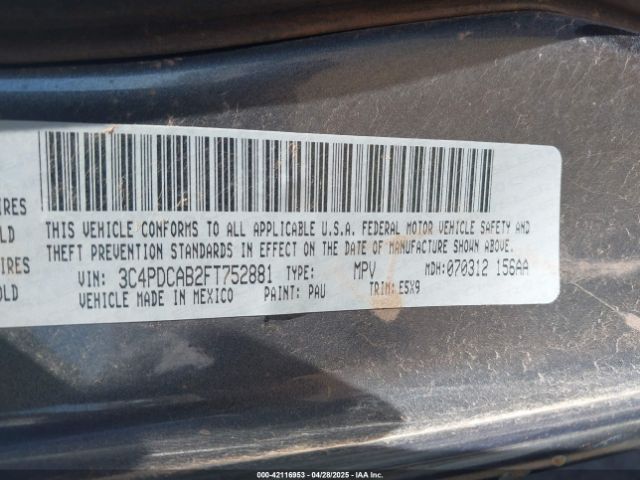 IRES
LD
IRES
OLD
THIS VEHICLE CONFORMS TO ALL APPLICABLE U.S.A. FEDERAL MOTOR VEHICLE SAFETY AND
THEFT PREVENTION STANDARDS IN EFFECT ON THE DATE OF MANUFACTURE SHOWN ABOVE.
VIN: 3C4PDCAB2FT752881 TYPE: MPV MDH:070312 156AA
VEHICLE MADE IN MEXICO PAINT: PAU TRIM: E5X9
000-42116953 | 04/28/2025 | IAA Inc.